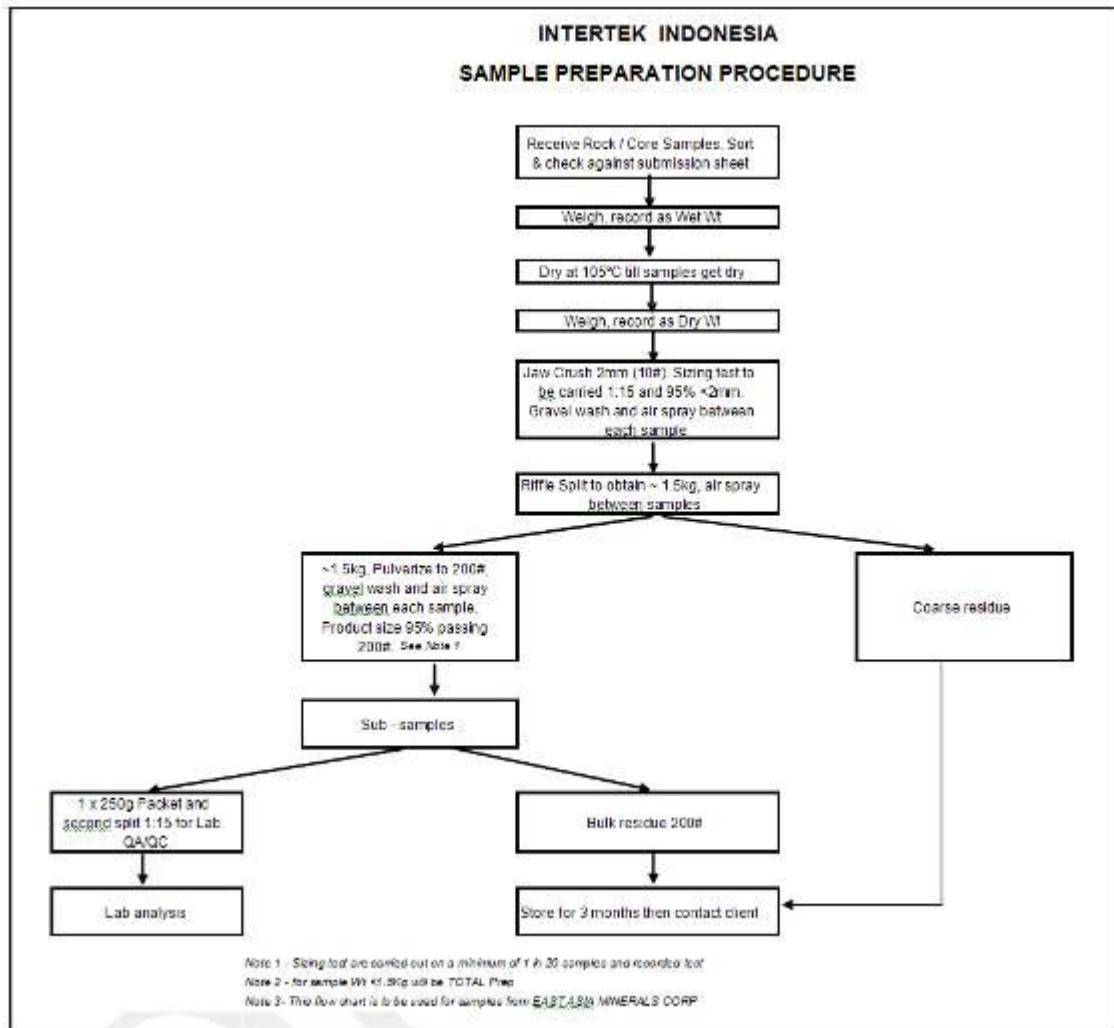 INTERTEK INDONESIA
SAMPLE PREPARATION PROCEDURE
Receive Rock / Core Samples, Sort
& check against submission sheet
Weigh, record as Wet Wt
Dry at 105°C till samples get dry
Weigh, record as Dry Wt
Jaw Crush 2mm (10#). Sizing test to
be carried 1:15 and 95% <2mm.
Gravel wash and air spray between
each sample
Riffle Split to obtain ~ 1.5kg, air spray
between samples
~1.5kg, Pulverize to 200#,
gravel wash and air spray
between each sample.
Product size 95% passing
200#. See Note 1
Coarse residue
Sub - samples
1 x 250g Packet and
second split 1:15 for Lab
QA/QC
Bulk residue 200#
Lab analysis
Store for 3 months then contact client
Note 1 - Sizing test are carried out on a minimum of 1 in 20 samples and recorded
Note 2 - for sample Wt <1.5Kg will be TOTAL Prep
Note 3- This flow chart is to be used for samples from EAST ASIA MINERALS CORP